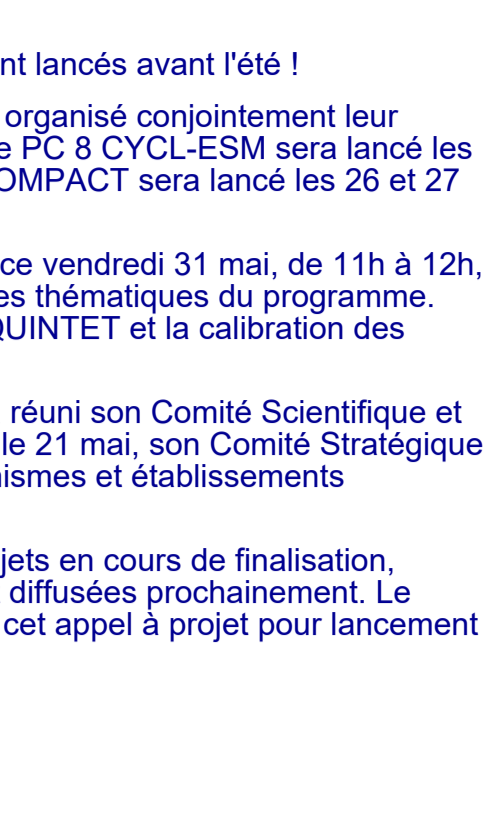 nt lancés avant l'été !
organisé conjointement leur
e PC 8 CYCL-ESM sera lancé les
OMPACT sera lancé les 26 et 27
ce vendredi 31 mai, de 11h à 12h,
es thématiques du programme.
QUINTET et la calibration des
réuni son Comité Scientifique et
le 21 mai, son Comité Stratégique
nismes et établissements
jets en cours de finalisation,
diffusées prochainement. Le
cet appel à projet pour lancement